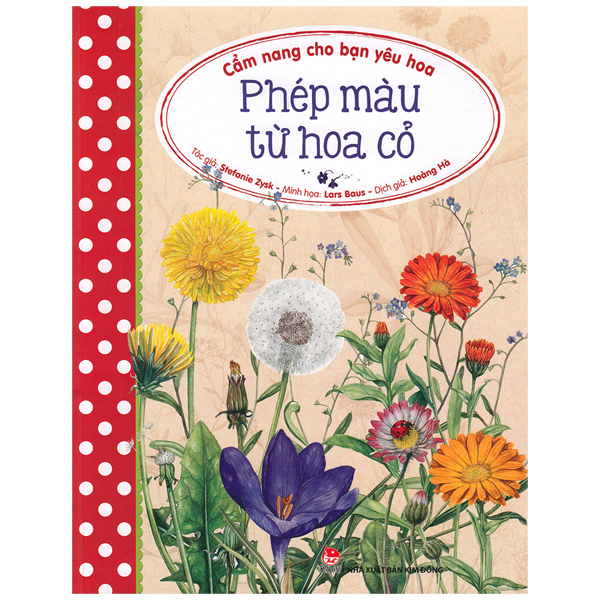 Cẩm nang cho bạn yêu hoa
Phép màu
từ hoa cỏ
Tác giả: Stefanie Zysk - Minh họa: Lars Baus - Dịch giả: Hoàng Hà
NHÀ XUẤT BẢN KIM ĐỒNG